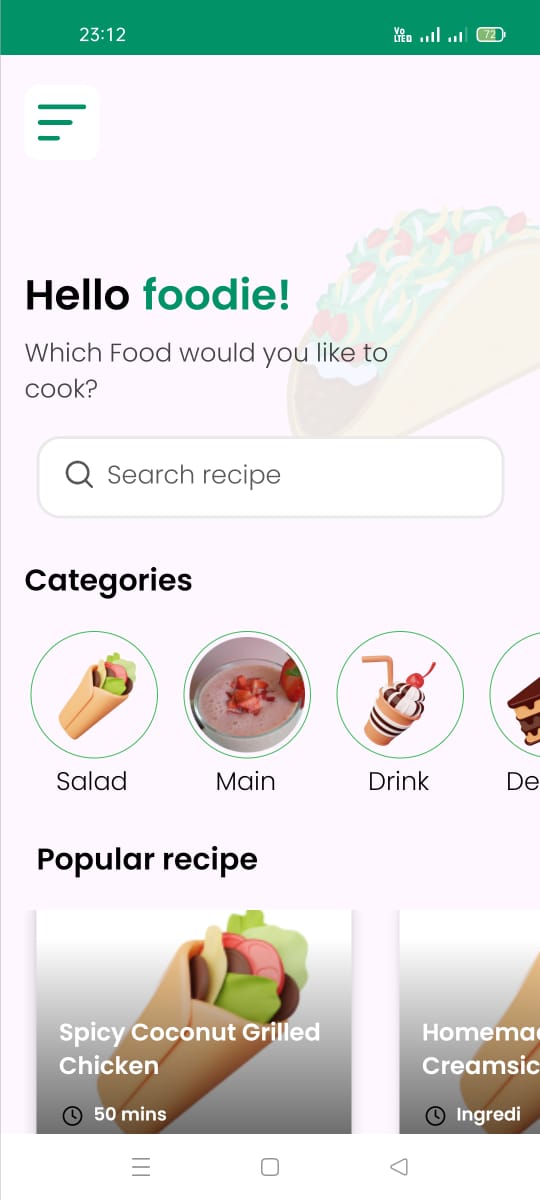 23:12
Vo
LTE
72
Hello foodie!
Which Food would you like to
cook?
Search recipe
Categories
Salad
Main
Drink
De
Popular recipe
Spicy Coconut Grilled
Chicken
50 mins
Homemad
Creamsic
Ingredi